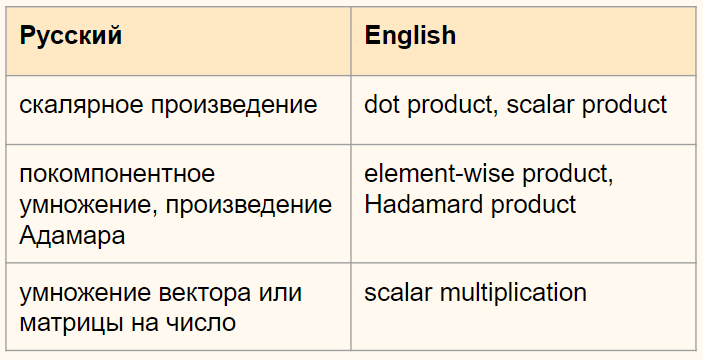 Русский
English
скалярное произведение
dot product, scalar product
покомпонентное
умножение, произведение
Адамара
element-wise product,
Hadamard product
умножение вектора или
матрицы на число
scalar multiplication